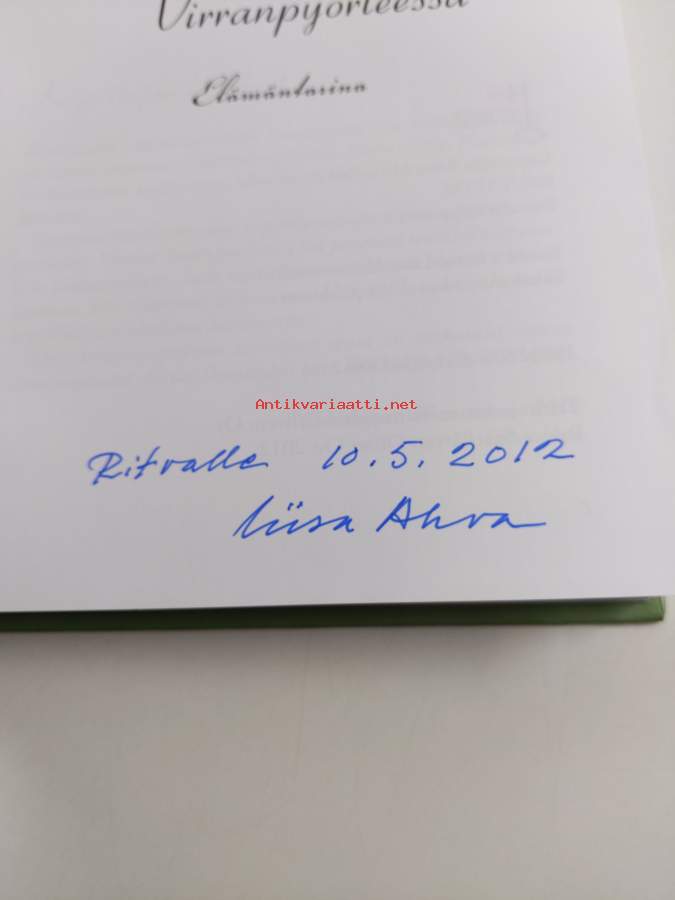 Virranpyörteessä
Elämäntarina
Antikvariaatti.net
Ritvalle 10.5.2012
Liisa Ahva